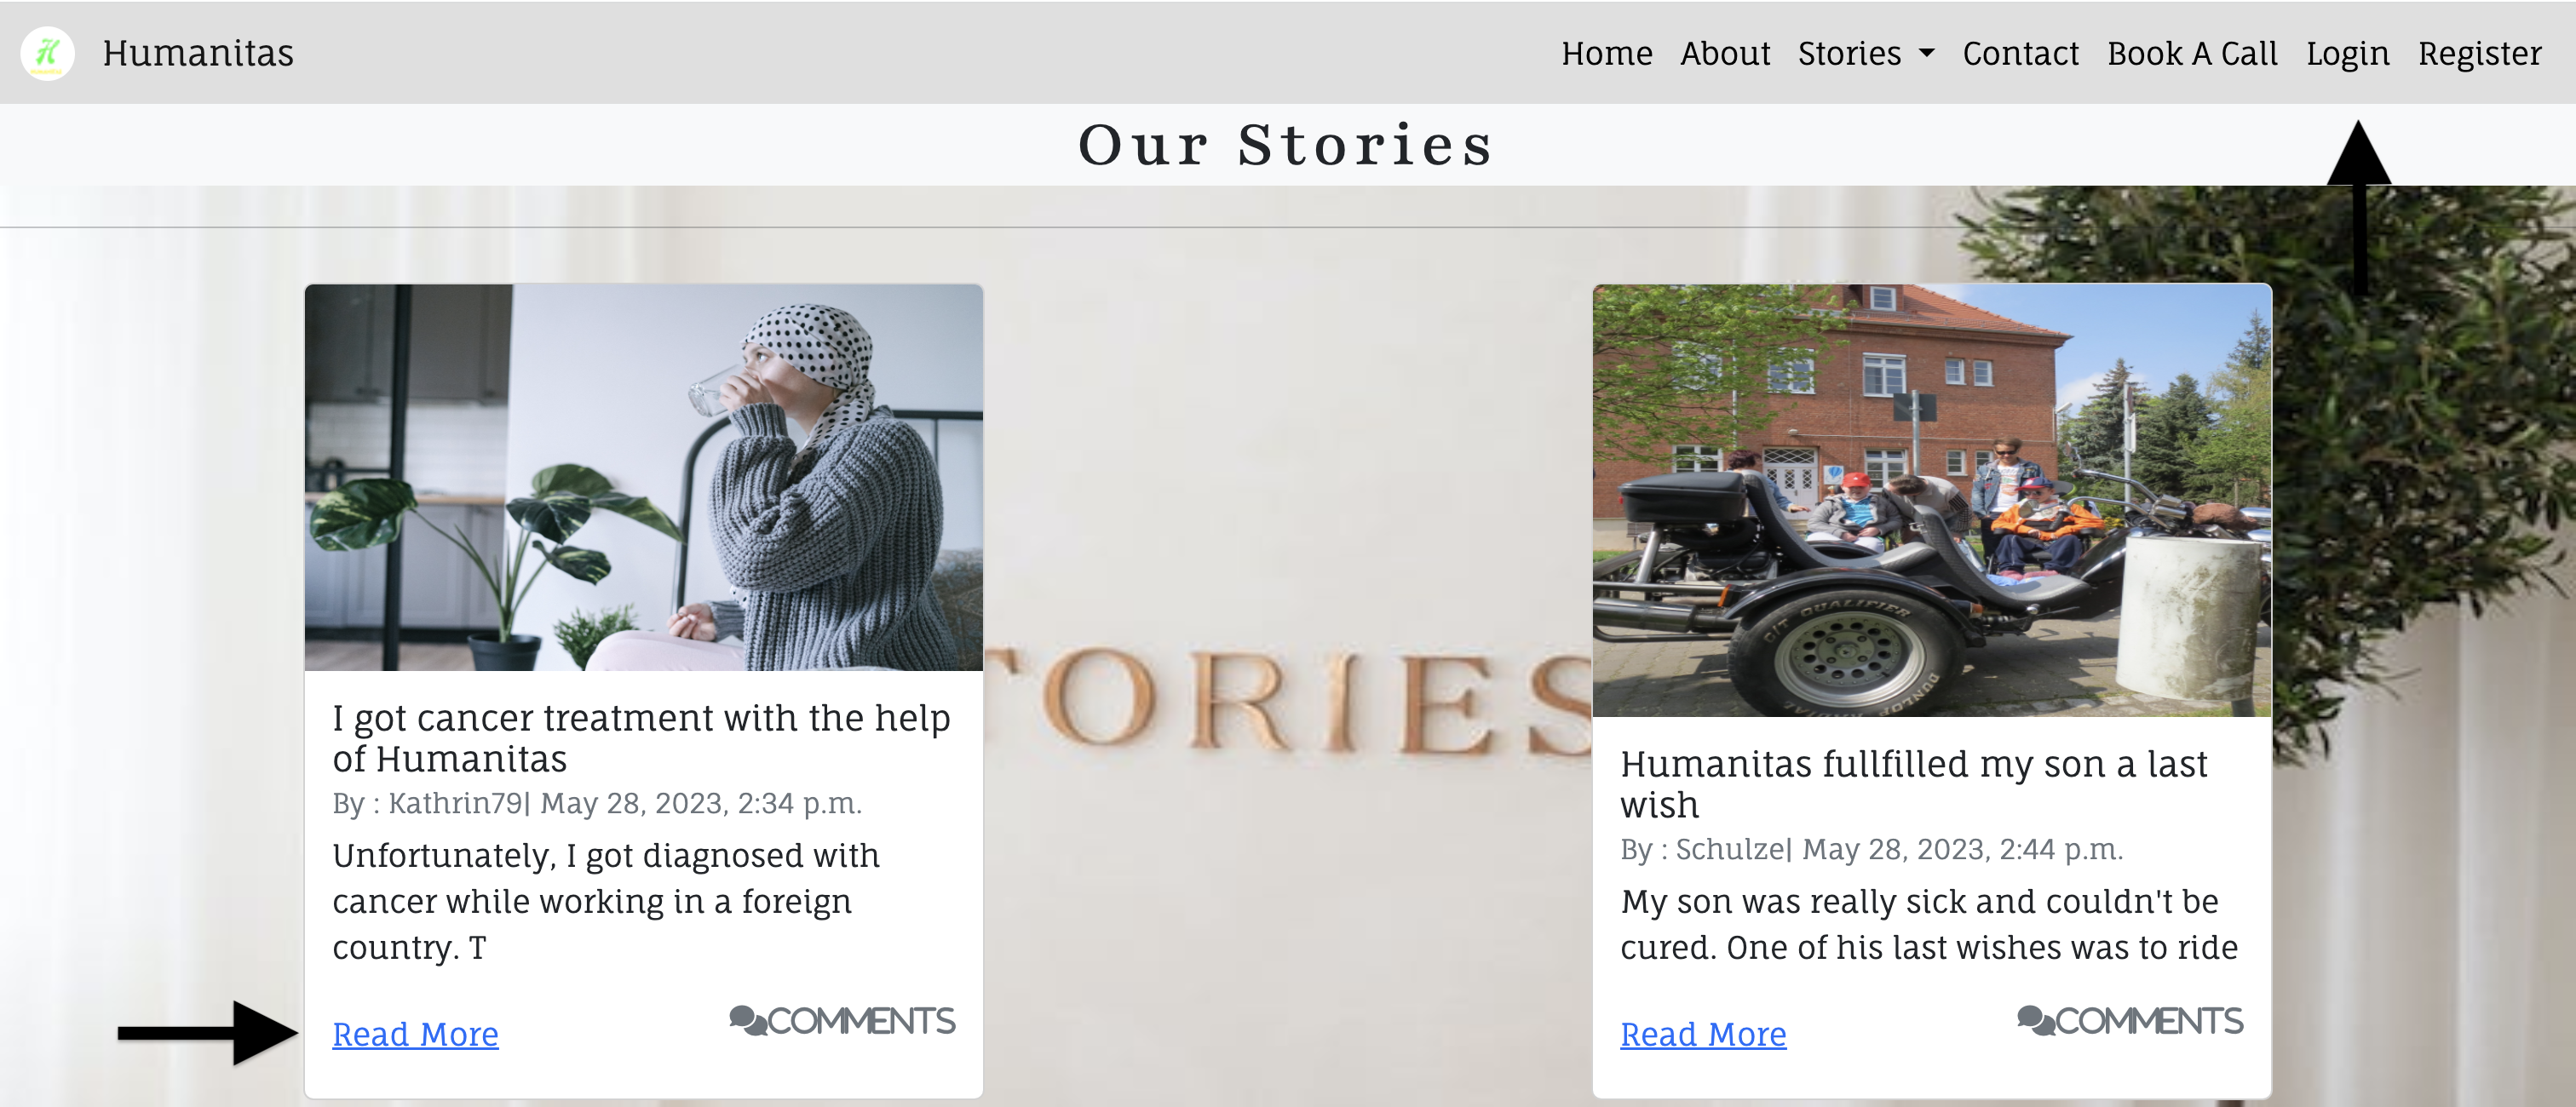 Humanitas
Home About Stories Contact Book A Call Login Register
Our Stories
TORIES
QUALIFIER
G/T
DUNLOP
I got cancer treatment with the help
of Humanitas
By : Kathrin79| May 28, 2023, 2:34 p.m.
Unfortunately, I got diagnosed with
cancer while working in a foreign
country. T
Read More
COMMENTS
Humanitas fullfilled my son a last
wish
By : Schulze| May 28, 2023, 2:44 p.m.
My son was really sick and couldn't be
cured. One of his last wishes was to ride
Read More
COMMENTS